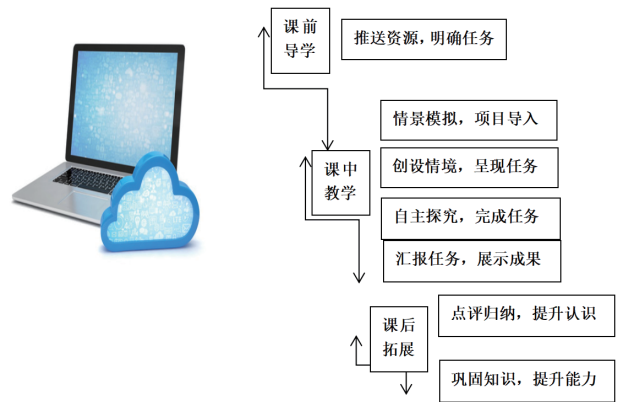 课前
导学
推送资源，明确任务
情景模拟，项目导入
课中
教学
创设情境，呈现任务
自主探究，完成任务
汇报任务，展示成果
课后
拓展
点评归纳，提升认识
巩固知识，提升能力